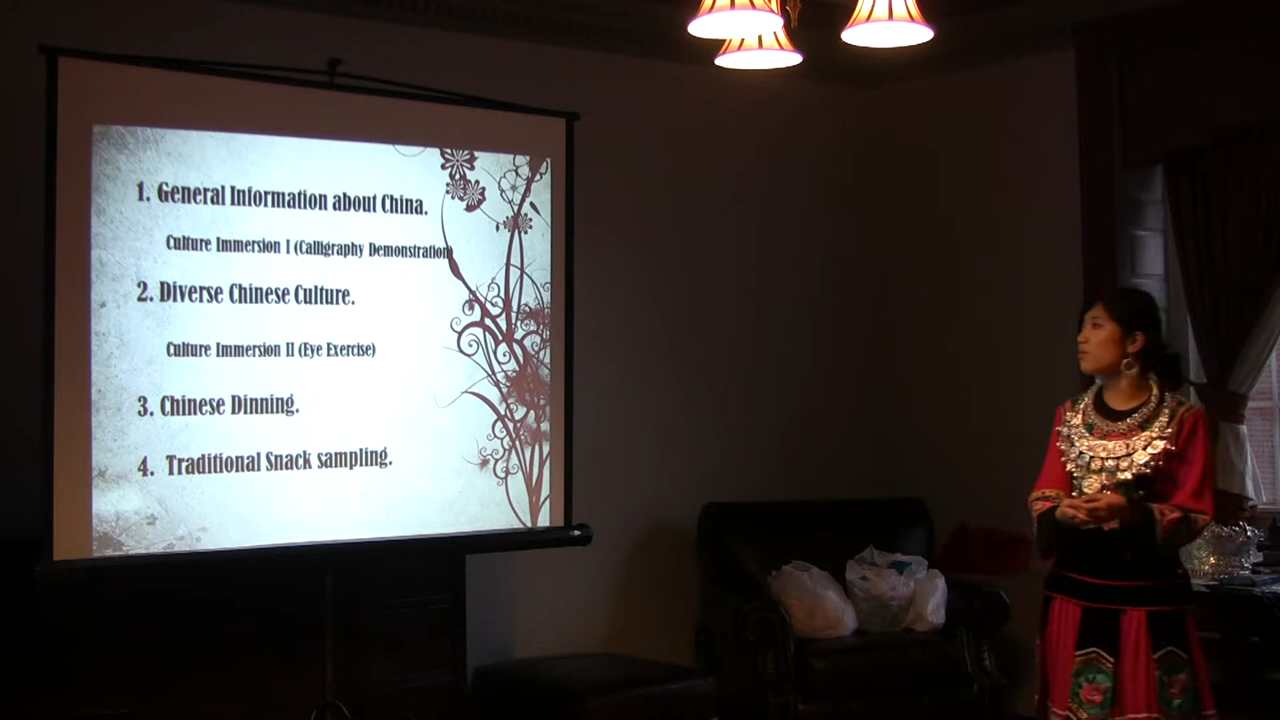 1. General Information about China.
Culture Immersion I (Calligraphy Demonstration)
2. Diverse Chinese Culture.
Culture Immersion II (Eye Exercise)
3. Chinese Dinning.
4. Traditional Snack sampling.